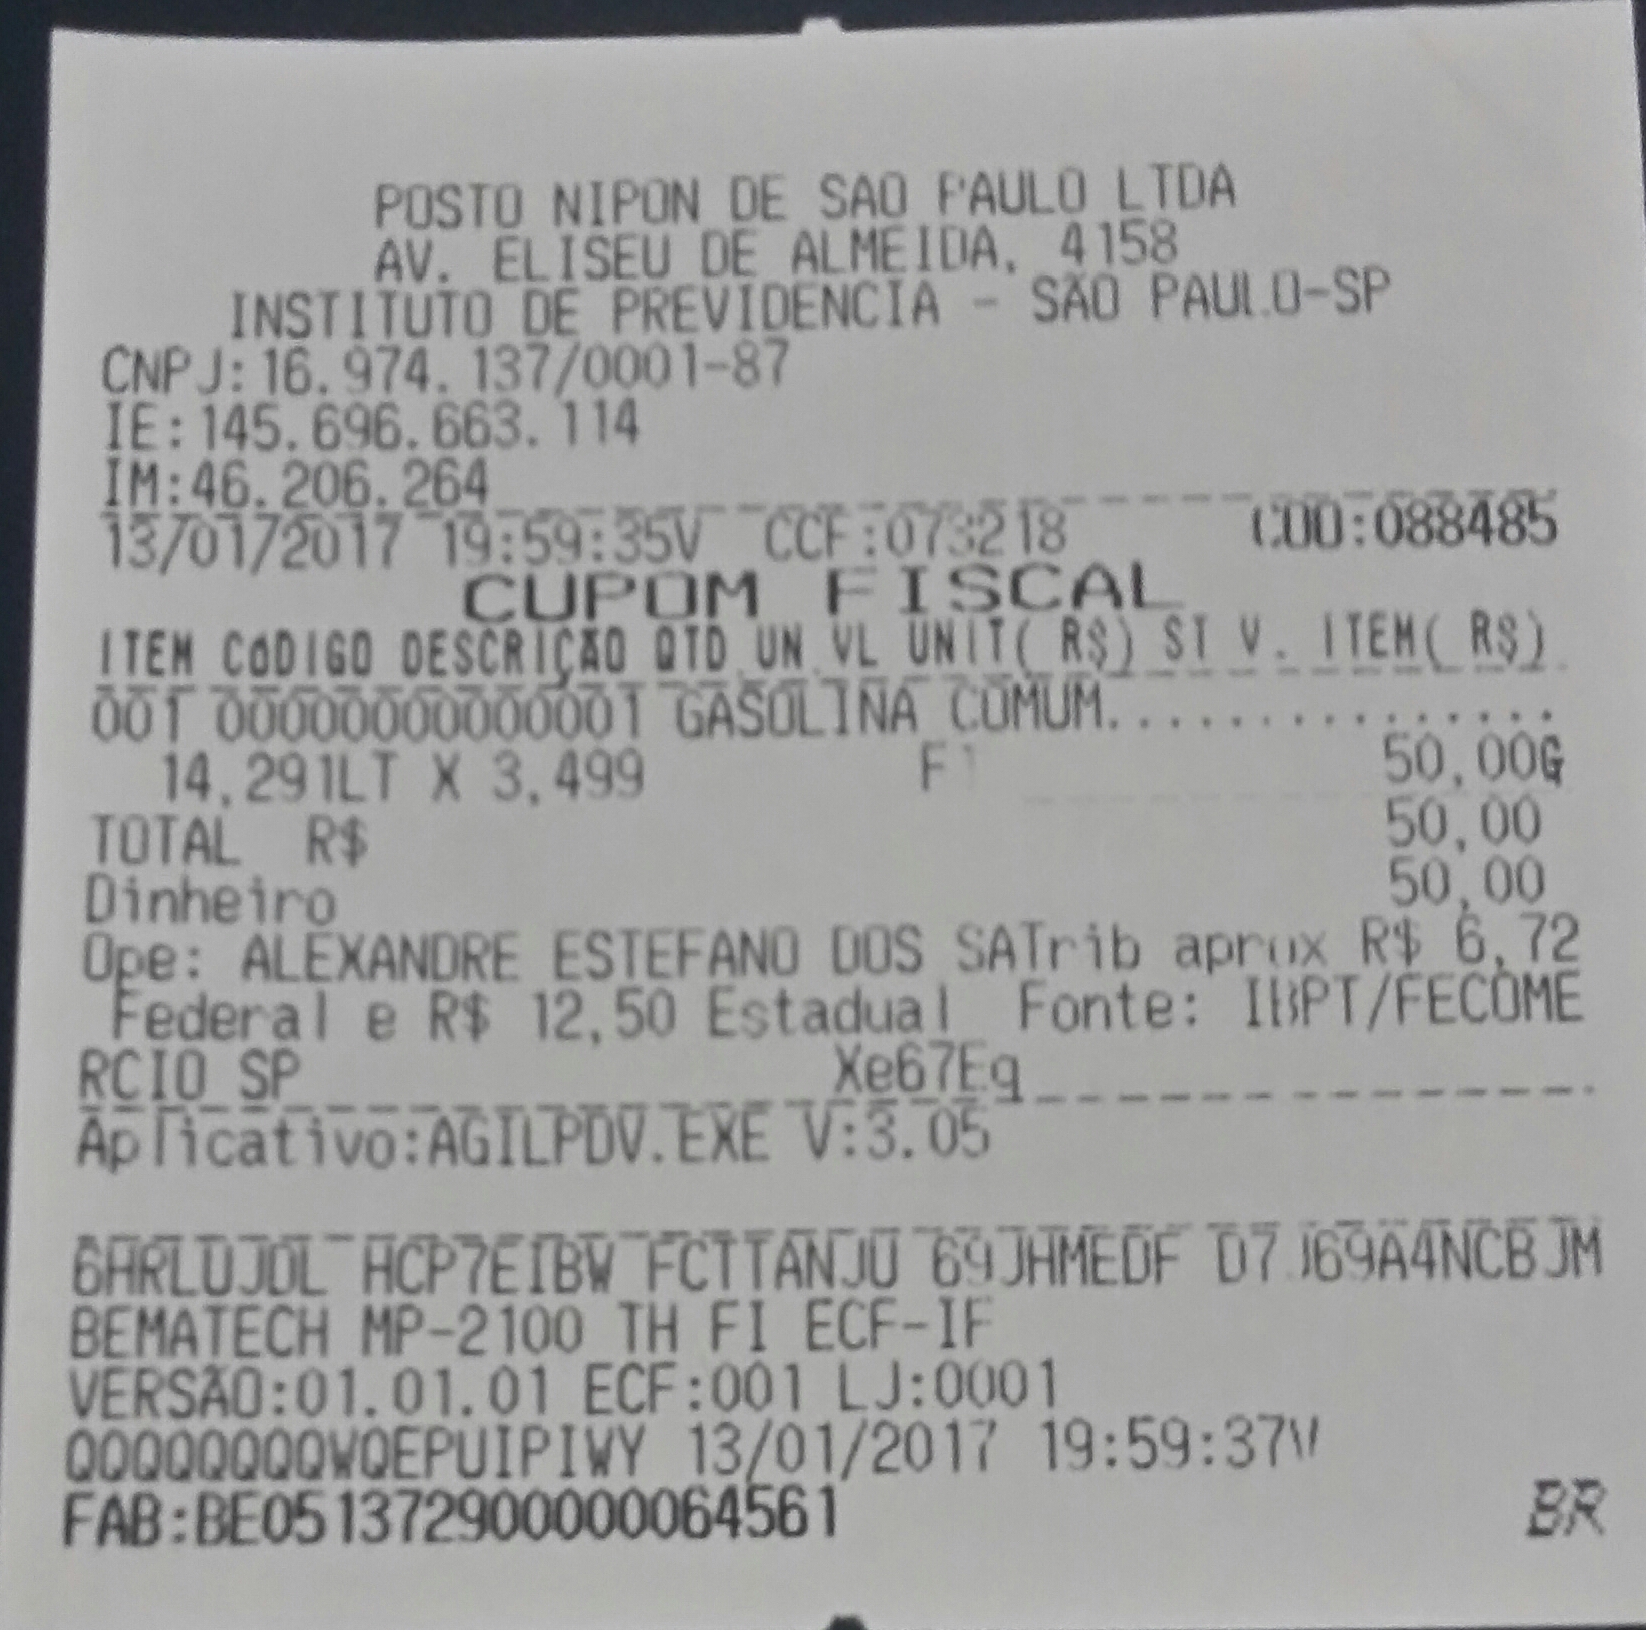 POSTO NIPON DE SAO PAULO LTDA
AV. ELISEU DE ALMEIDA, 4158
INSTITUTO DE PREVIDENCIA - SÃO PAULO-SP
CNPJ:16.974.137/0001-87
IE:145.696.663.114
IM:46.206.264
13/01/2017 19:59:35V CCF:073218 COO:088485
CUPOM FISCAL
ITEM CÓDIGO DESCRIÇÃO QTD UN VL UNIT( R$) ST V. ITEM( R$)
001 00000000000001 GASOLINA COMUM...............
14,291LT X 3,499 F1 50,00G
TOTAL R$ 50,00
Dinheiro 50,00
Ope: ALEXANDRE ESTEFANO DOS SATrib aprox R$ 6,72
Federal e R$ 12,50 Estadual Fonte: IBPT/FECOME
RCIO SP Xe67Eq
Aplicativo:AGILPDV.EXE V:3.05
6HRLUJDL HCP7EIBW FCTTANJU 69JHMEDF D7J69A4NCBJM
BEMATECH MP-2100 TH FI ECF-IF
VERSÃO:01.01.01 ECF:001 LJ:0001
QQQQQQQQWQEPUIPIWY 13/01/2017 19:59:37V
FAB:BE051372900000064561 BR